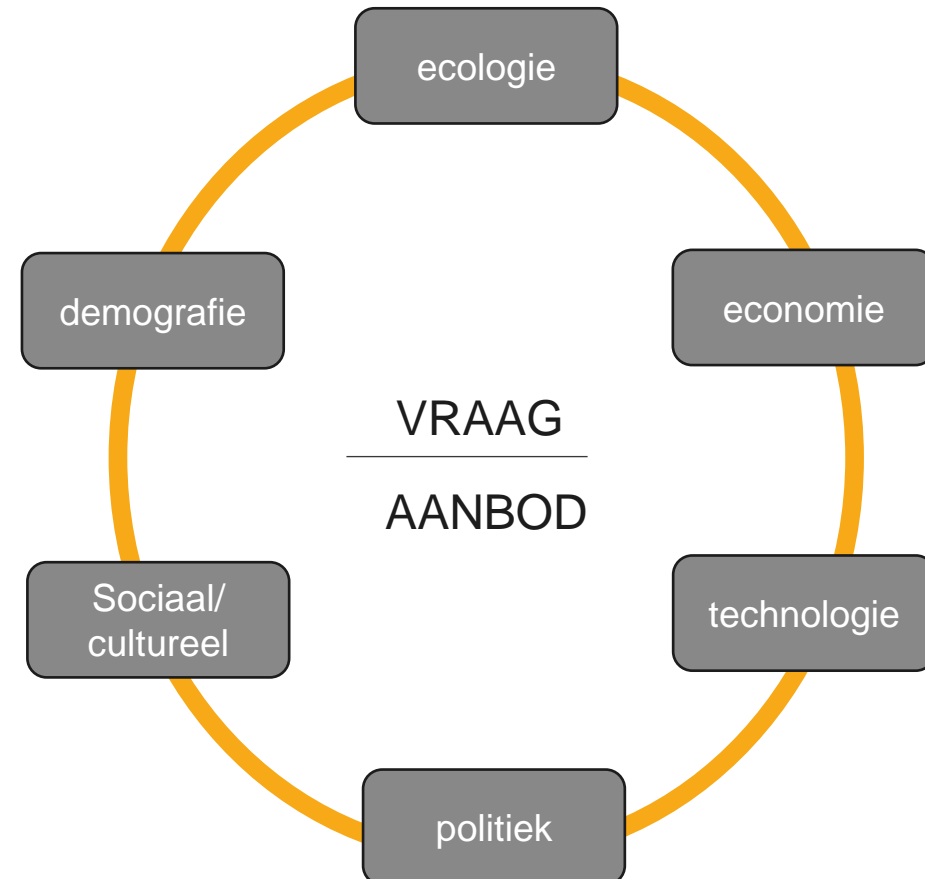 ecologie
demografie
economie
VRAAG
AANBOD
Sociaal/
cultureel
technologie
politiek